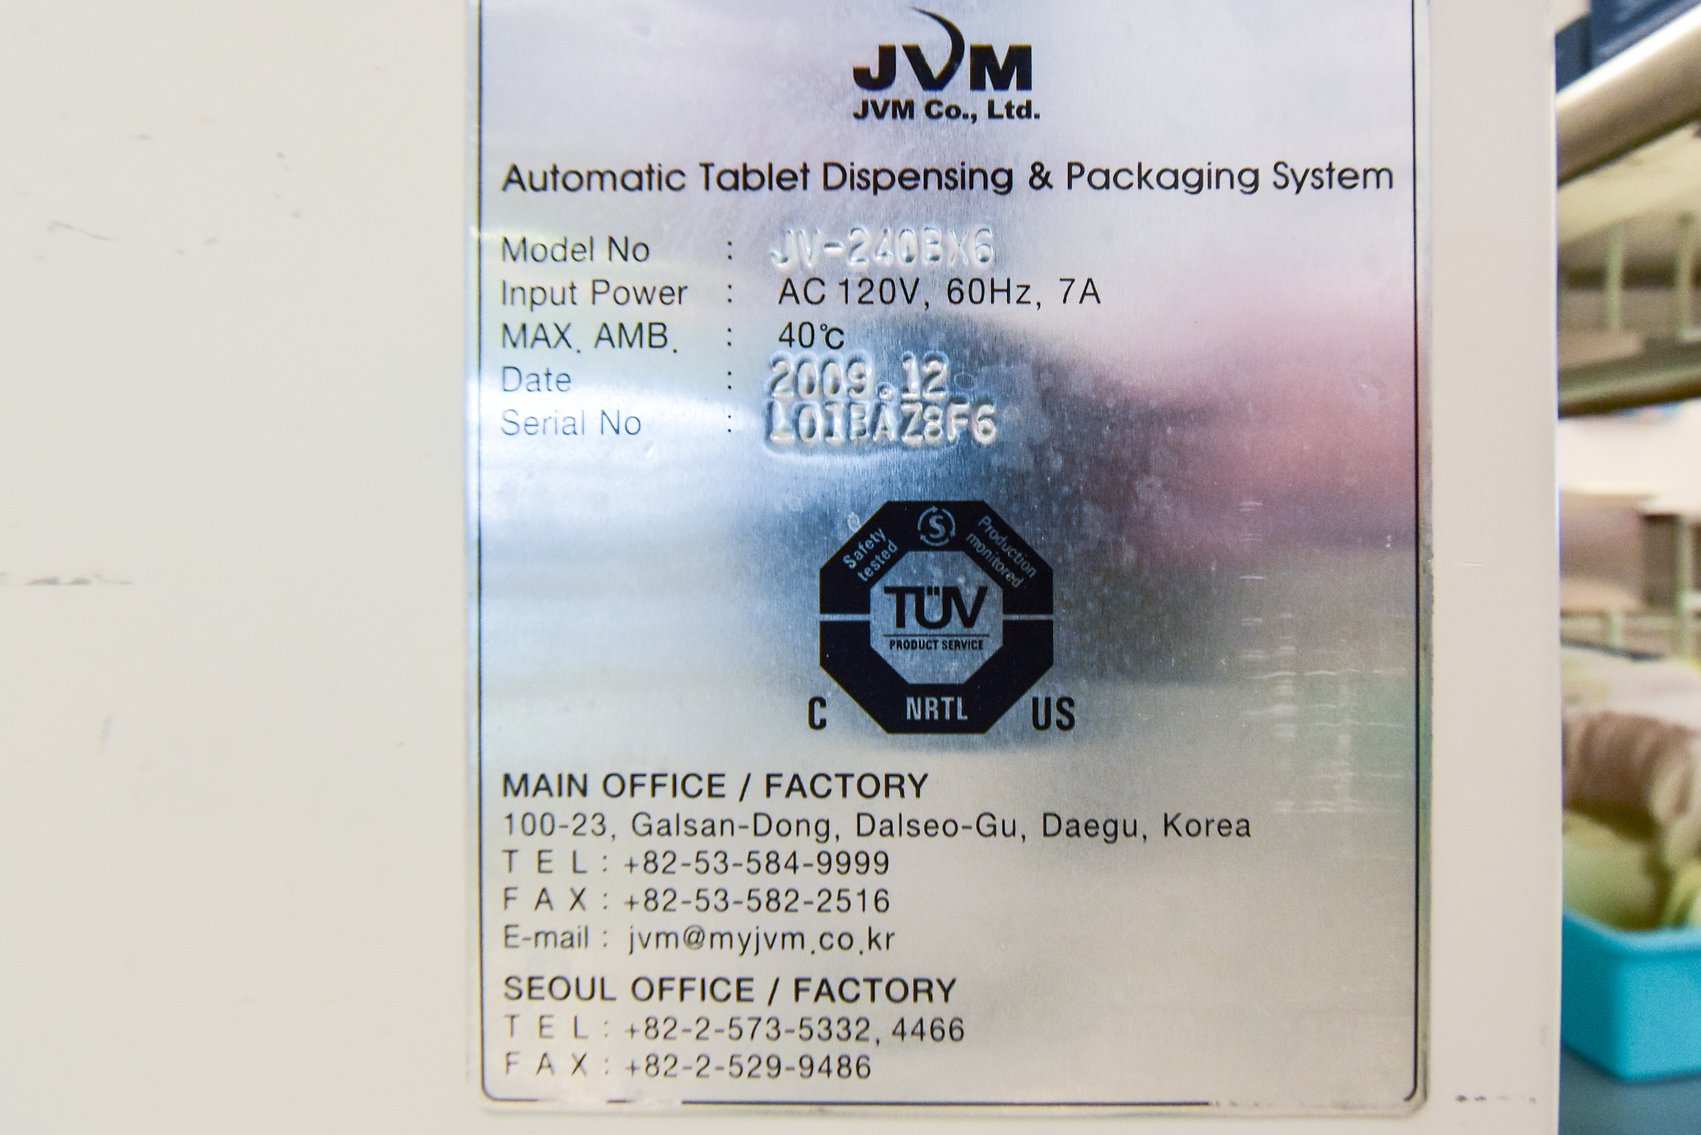 JVM
JVM Co., Ltd.
Automatic Tablet Dispensing & Packaging System
Model No : JV-240BX6
Input Power : AC 120V, 60Hz, 7A
MAX. AMB. : 40℃
Date : 2009.12
Serial No : L01EAZ8F6
Safety tested S Production monitored
TÜV
PRODUCT SERVICE
C NRTL US
MAIN OFFICE / FACTORY
100-23, Galsan-Dong, Dalseo-Gu, Daegu, Korea
TEL : +82-53-584-9999
FAX : +82-53-582-2516
E-mail : jvm@myjvm.co.kr
SEOUL OFFICE / FACTORY
TEL : +82-2-573-5332, 4466
FAX : +82-2-529-9486